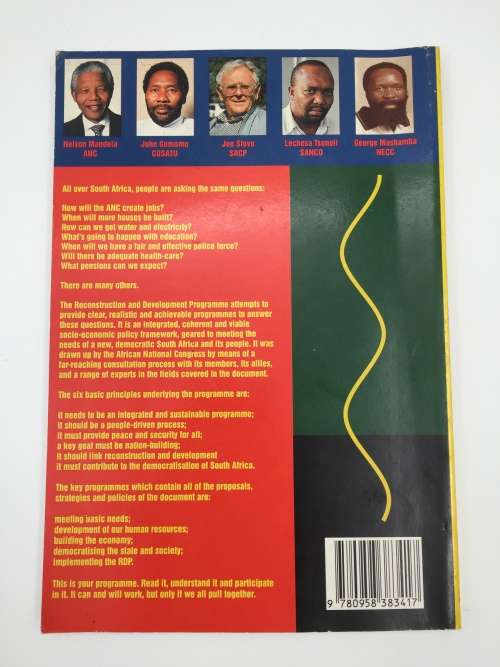 Nelson Mandela
ANC
John Gomomo
COSATU
Joe Slovo
SACP
Lechesa Tsenoli
SANCO
George Mashamba
NECC
All over South Africa, people are asking the same questions:
How will the ANC create jobs?
When will more houses be built?
How can we get water and electricity?
What's going to happen with education?
When will we have a fair and effective police force?
Will there be adequate health-care?
What pensions can we expect?
There are many others.
The Reconstruction and Development Programme attempts to
provide clear, realistic and achievable programmes to answer
these questions. It is an integrated, coherent and viable
socio-economic policy framework, geared to meeting the
needs of a new, democratic South Africa and its people. It was
drawn up by the African National Congress by means of a
far-reaching consultation process with its members, its allies,
and a range of experts in the fields covered in the document.
The six basic principles underlying the programme are:
it needs to be an integrated and sustainable programme;
it should be a people-driven process;
it must provide peace and security for all;
a key goal must be nation-building;
it should link reconstruction and development
it must contribute to the democratisation of South Africa.
The key programmes which contain all of the proposals,
strategies and policies of the document are:
meeting basic needs;
development of our human resources;
building the economy;
democratising the state and society;
implementing the RDP.
This is your programme. Read it, understand it and participate
in it. It can and will work, but only if we all pull together.
9 780958 383417